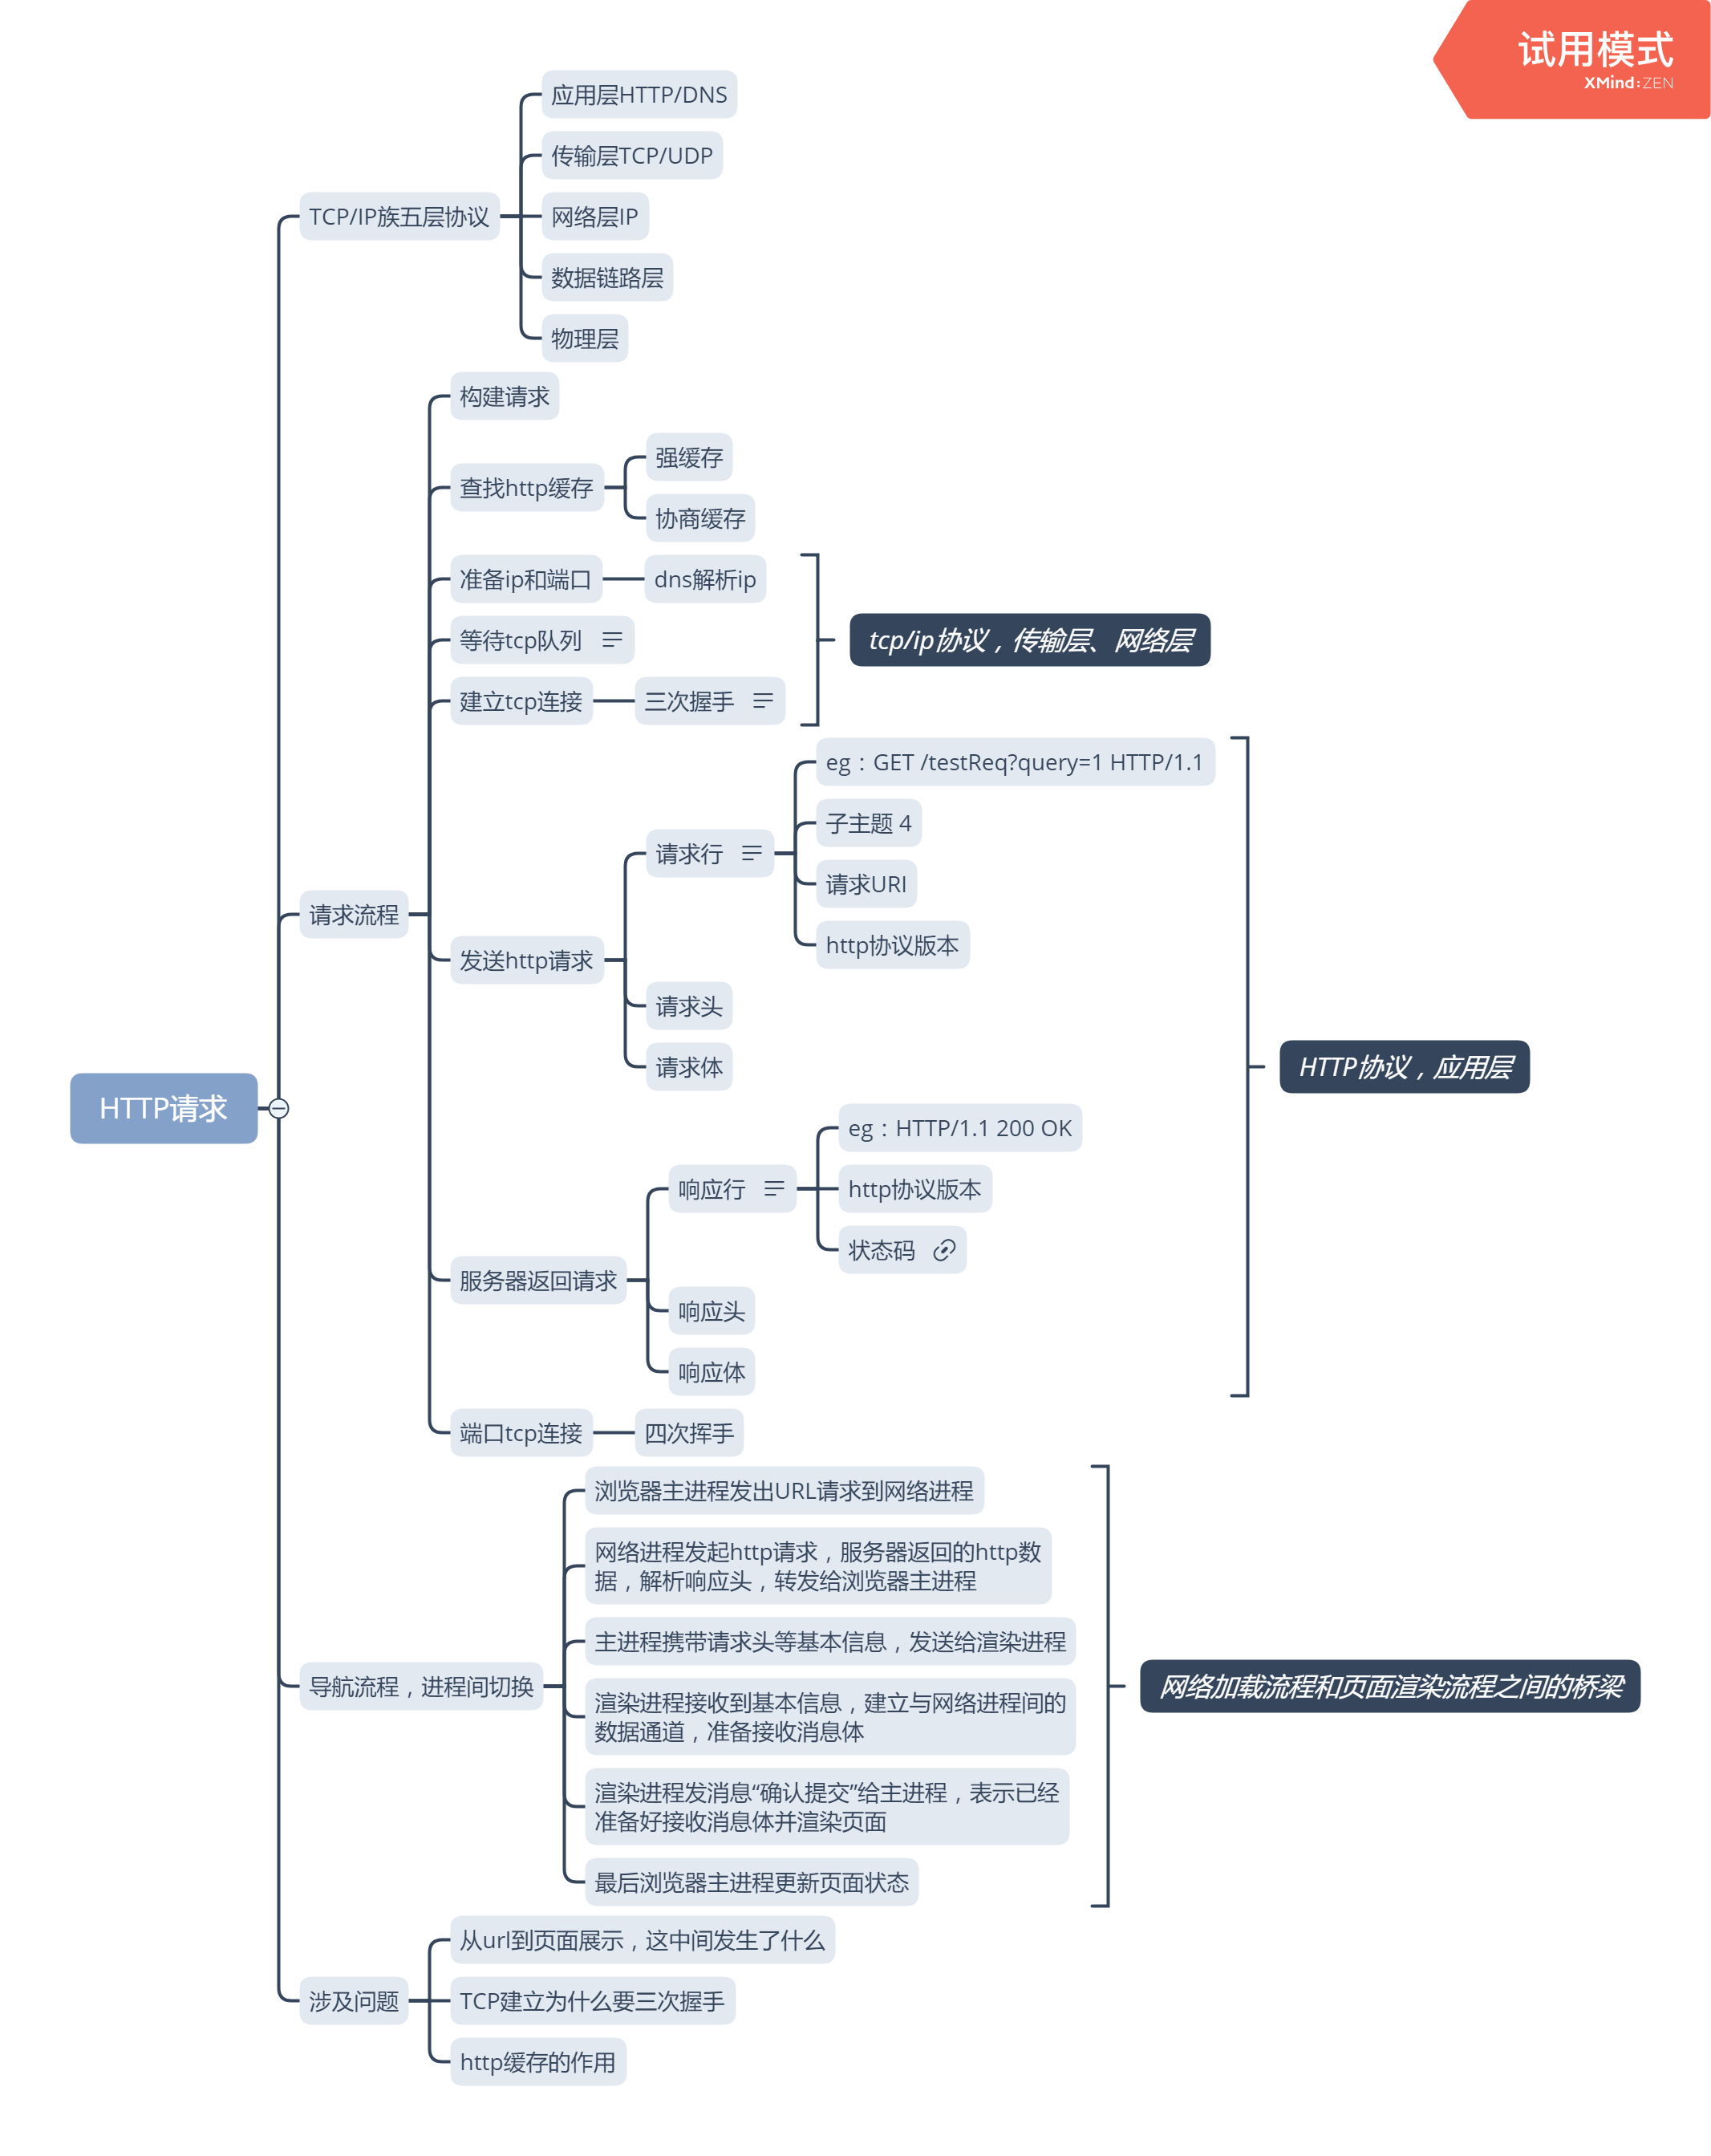 试用模式
XMind:ZEN
HTTP请求
TCP/IP族五层协议
应用层HTTP/DNS
传输层TCP/UDP
网络层IP
数据链路层
物理层
请求流程
构建请求
查找http缓存
强缓存
协商缓存
准备ip和端口
dns解析ip
等待tcp队列
建立tcp连接
三次握手
tcp/ip协议，传输层、网络层
发送http请求
请求行
eg：GET /testReq?query=1 HTTP/1.1
子主题 4
请求URI
http协议版本
请求头
请求体
服务器返回请求
响应行
eg：HTTP/1.1 200 OK
http协议版本
状态码
响应头
响应体
HTTP协议，应用层
端口tcp连接
四次挥手
导航流程，进程间切换
浏览器主进程发出URL请求到网络进程
网络进程发起http请求，服务器返回的http数
据，解析响应头，转发给浏览器主进程
主进程携带请求头等基本信息，发送给渲染进程
渲染进程接收到基本信息，建立与网络进程间的
数据通道，准备接收消息体
渲染进程发消息“确认提交”给主进程，表示已经
准备好接收消息体并渲染页面
最后浏览器主进程更新页面状态
网络加载流程和页面渲染流程之间的桥梁
涉及问题
从url到页面展示，这中间发生了什么
TCP建立为什么要三次握手
http缓存的作用